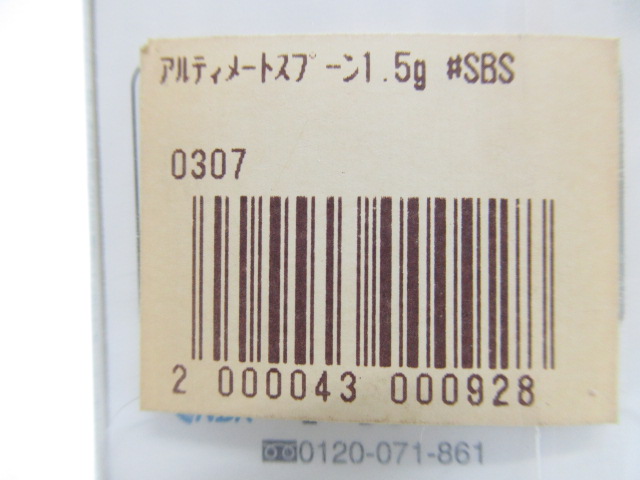 ｱﾙﾃｨﾒｰﾄｽﾌﾟｰﾝ1.5g #SBS
0307
2 000043 000928
0120-071-861